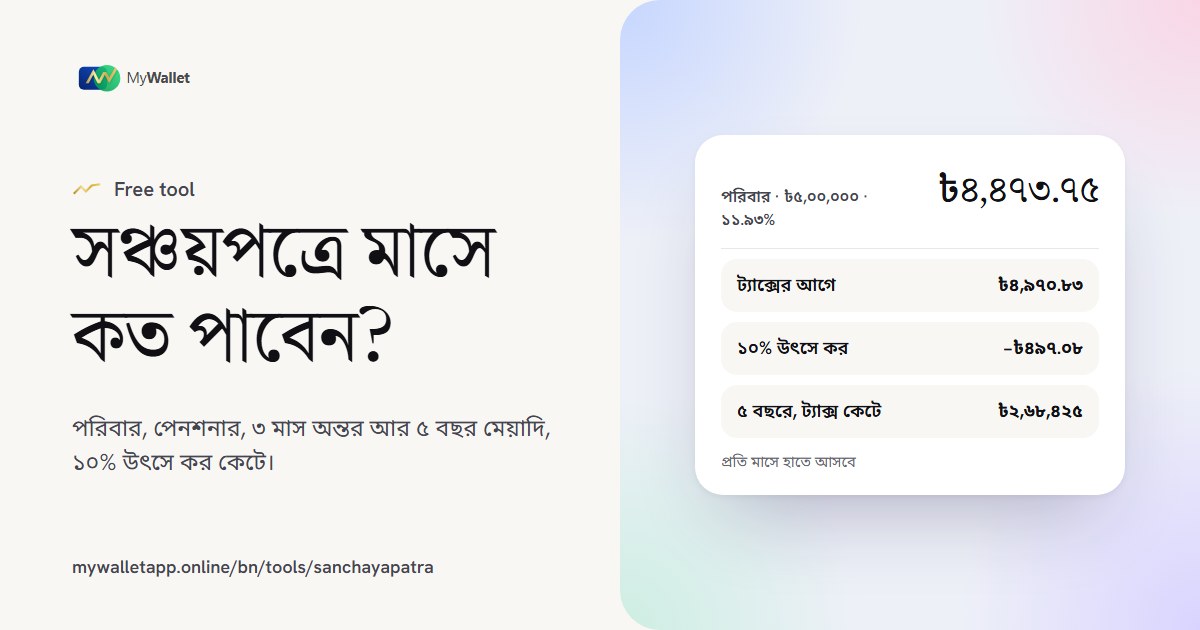 MyWallet
Free tool
সঞ্চয়পত্রে মাসে
কত পাবেন?
পরিবার, পেনশনার, ৩ মাস অন্তর আর ৫ বছর মেয়াদি,
১০% উৎসে কর কেটে।
mywalletapp.online/bn/tools/sanchayapatra
পরিবার · ৳৫,০০,০০০ ·
১১.৯৩%
৳৪,৪৭৩.৭৫
ট্যাক্সের আগে ৳৪,৯৭০.৮৩
১০% উৎসে কর −৳৪৯৭.০৮
৫ বছরে, ট্যাক্স কেটে ৳২,৬৮,৪২৫
প্রতি মাসে হাতে আসবে